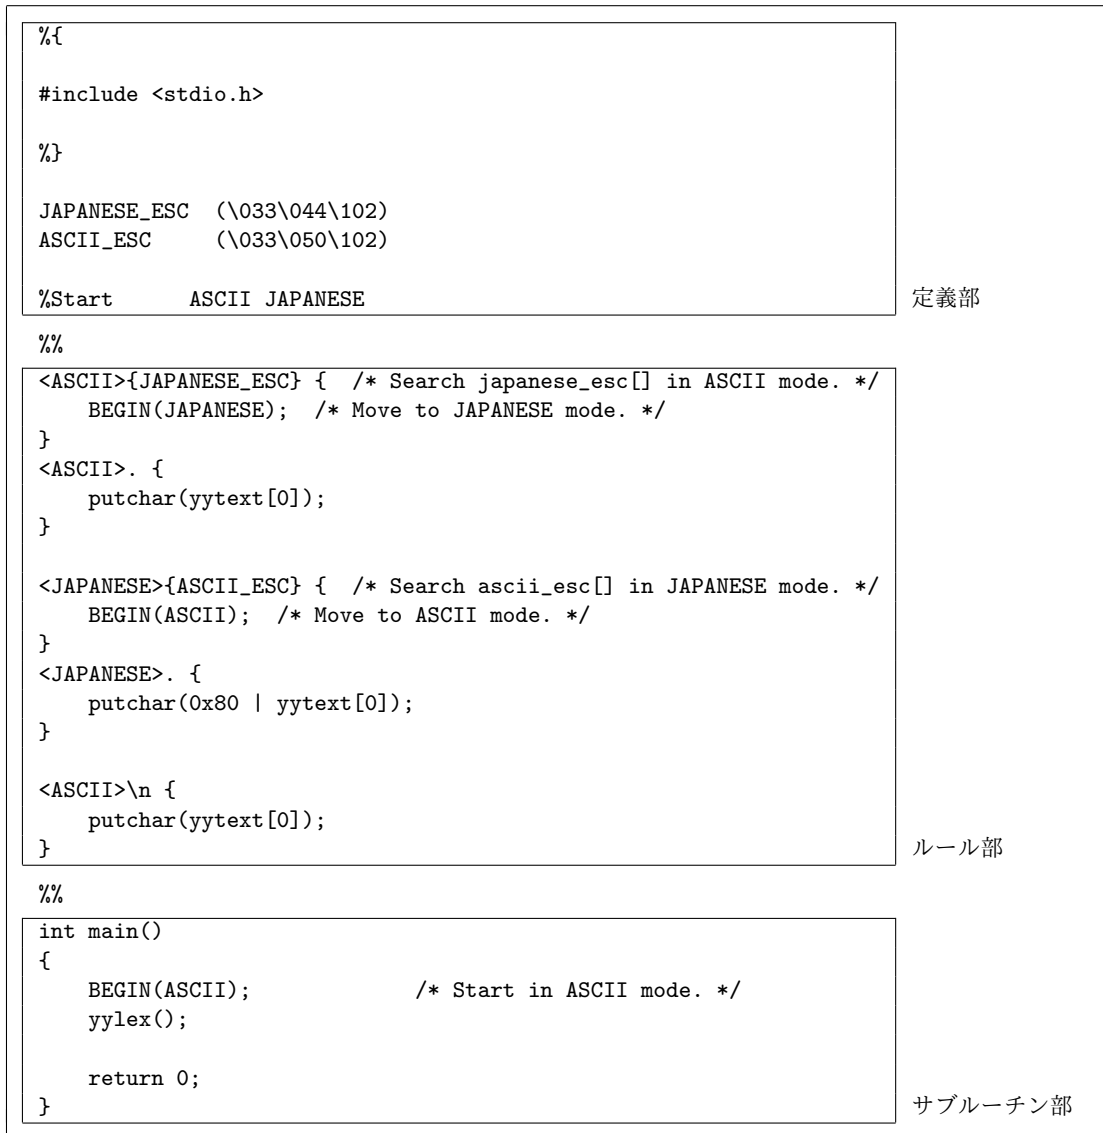 %{

#include <stdio.h>

%}

JAPANESE_ESC  (\033\044\102)
ASCII_ESC     (\033\050\102)

%Start      ASCII JAPANESE
定義部
%%
<ASCII>{JAPANESE_ESC} {  /* Search japanese_esc[] in ASCII mode. */
    BEGIN(JAPANESE);  /* Move to JAPANESE mode. */
}
<ASCII>. {
    putchar(yytext[0]);
}

<JAPANESE>{ASCII_ESC} {  /* Search ascii_esc[] in JAPANESE mode. */
    BEGIN(ASCII);  /* Move to ASCII mode. */
}
<JAPANESE>. {
    putchar(0x80 | yytext[0]);
}

<ASCII>\n {
    putchar(yytext[0]);
}
ルール部
%%
int main()
{
    BEGIN(ASCII);             /* Start in ASCII mode. */
    yylex();

    return 0;
}
サブルーチン部